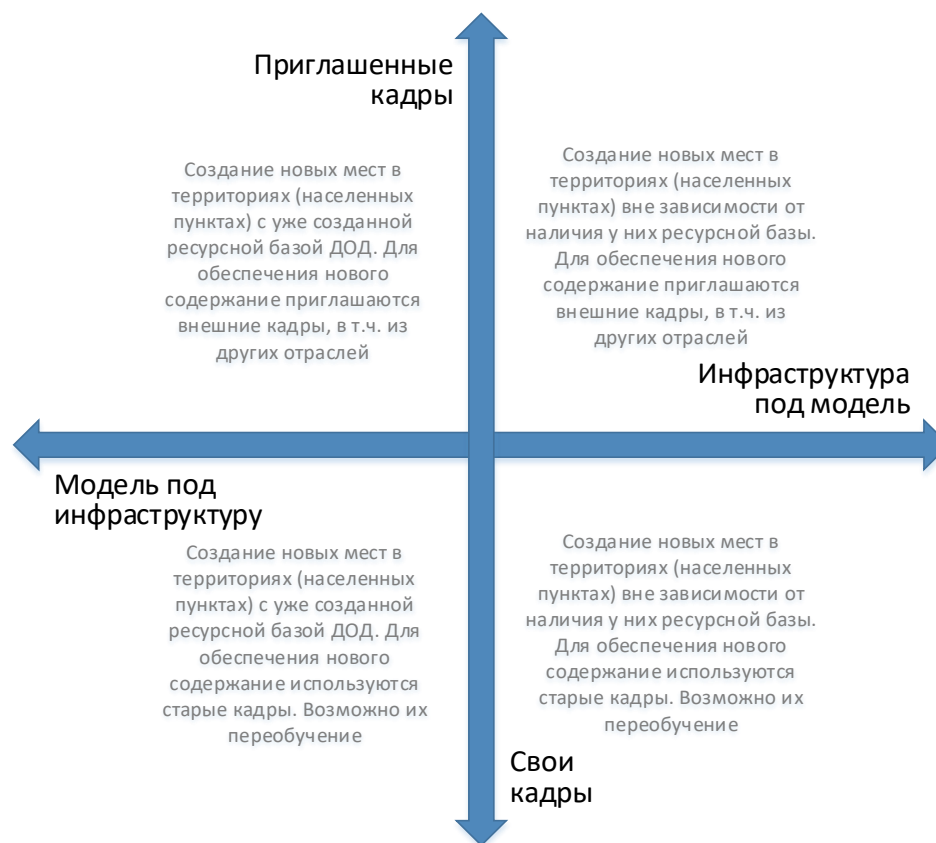 Приглашенные
кадры
Создание новых мест в
территориях (населенных
пунктах) с уже созданной
ресурсной базой ДОД. Для
обеспечения нового
содержание приглашаются
внешние кадры, в т.ч. из
других отраслей
Создание новых мест в
территориях (населенных
пунктах) вне зависимости от
наличия у них ресурсной базы.
Для обеспечения нового
содержание приглашаются
внешние кадры, в т.ч. из
других отраслей
Инфраструктура
под модель
Модель под
инфраструктуру
Создание новых мест в
территориях (населенных
пунктах) с уже созданной
ресурсной базой ДОД. Для
обеспечения нового
содержание используются
старые кадры. Возможно их
переобучение
Создание новых мест в
территориях (населенных
пунктах) вне зависимости от
наличия у них ресурсной базы.
Для обеспечения нового
содержание используются
старые кадры. Возможно их
переобучение
Свои
кадры